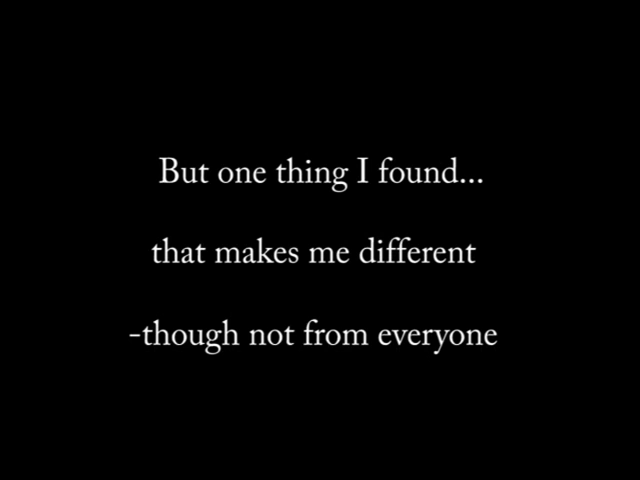 But one thing I found...
that makes me different
-though not from everyone